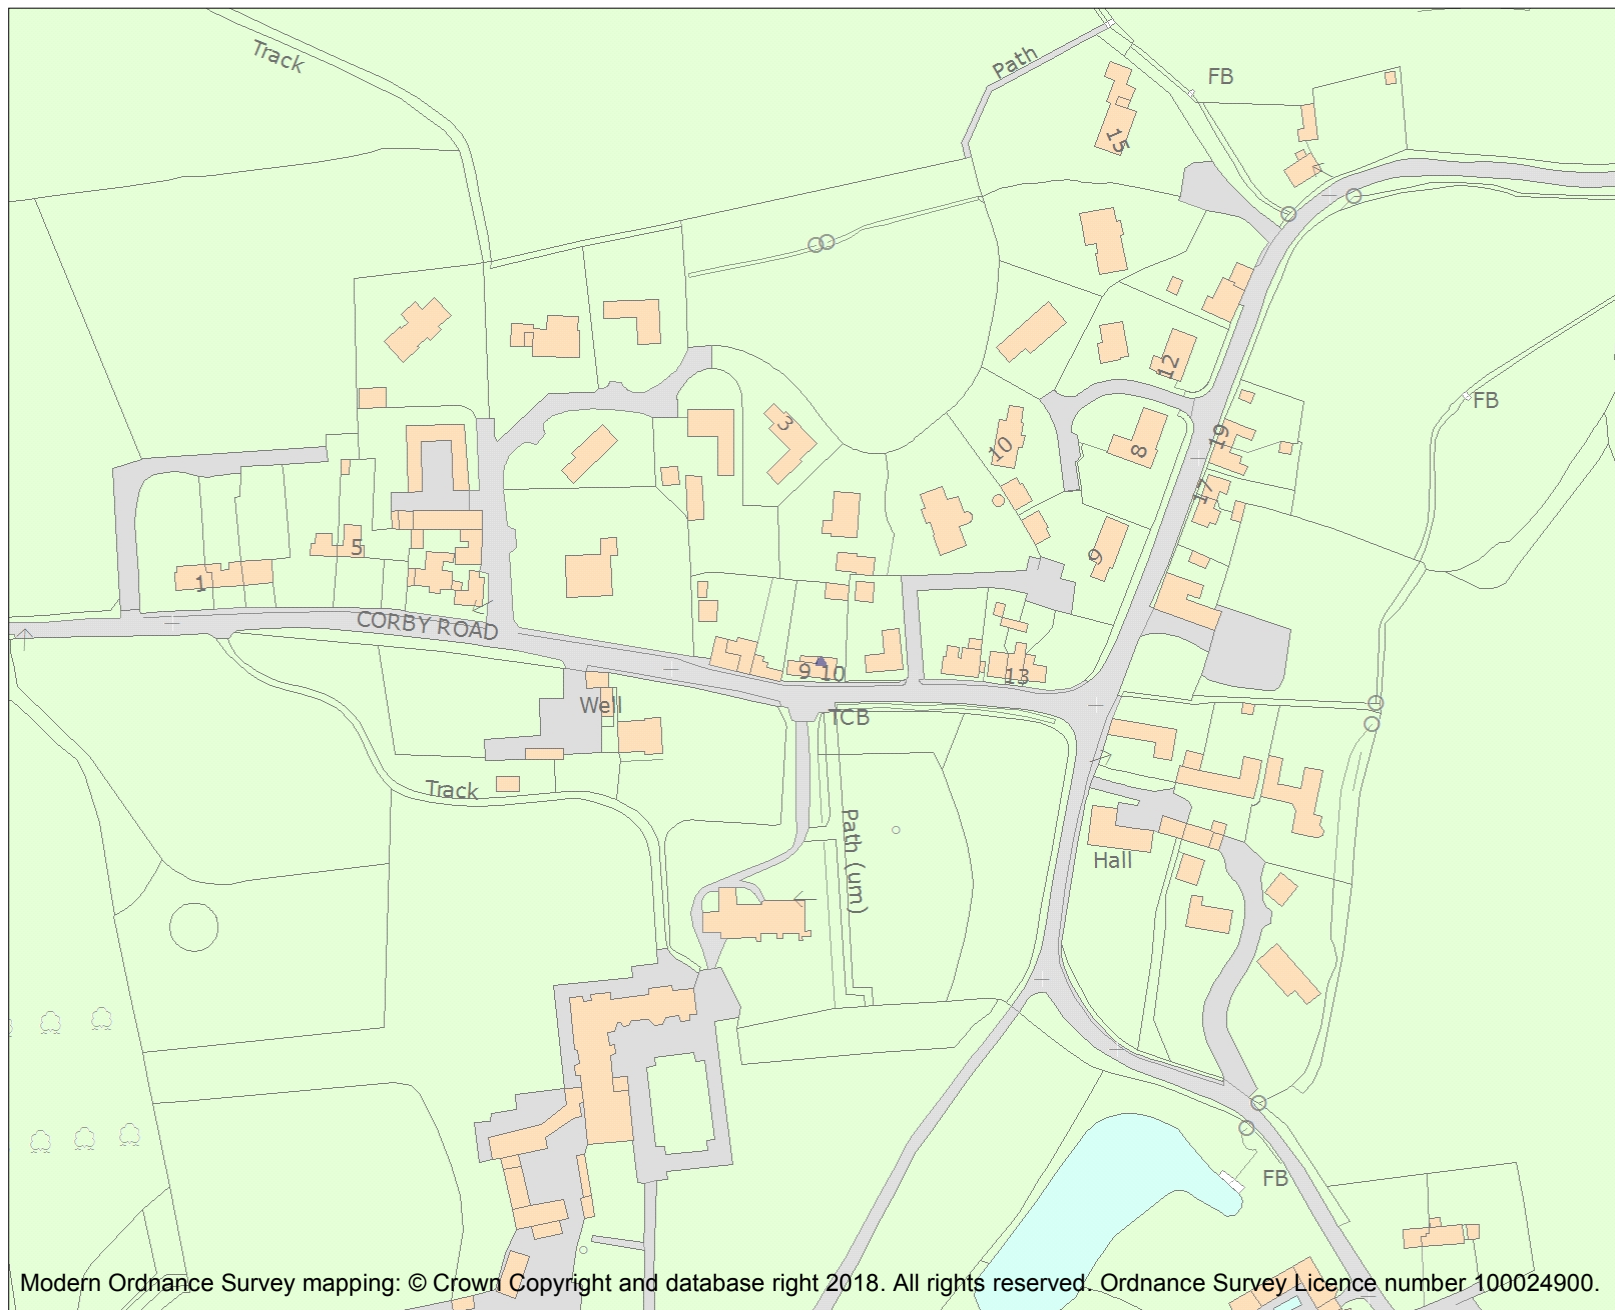 Track
Path
FB
15
12
3
19
FB
10
8
17
5
9
1
CORBY ROAD
9 10
13
Well
TCB
Track
Path (um)
Hall
FB
Modern Ordnance Survey mapping: © Crown Copyright and database right 2018. All rights reserved. Ordnance Survey Licence number 100024900.